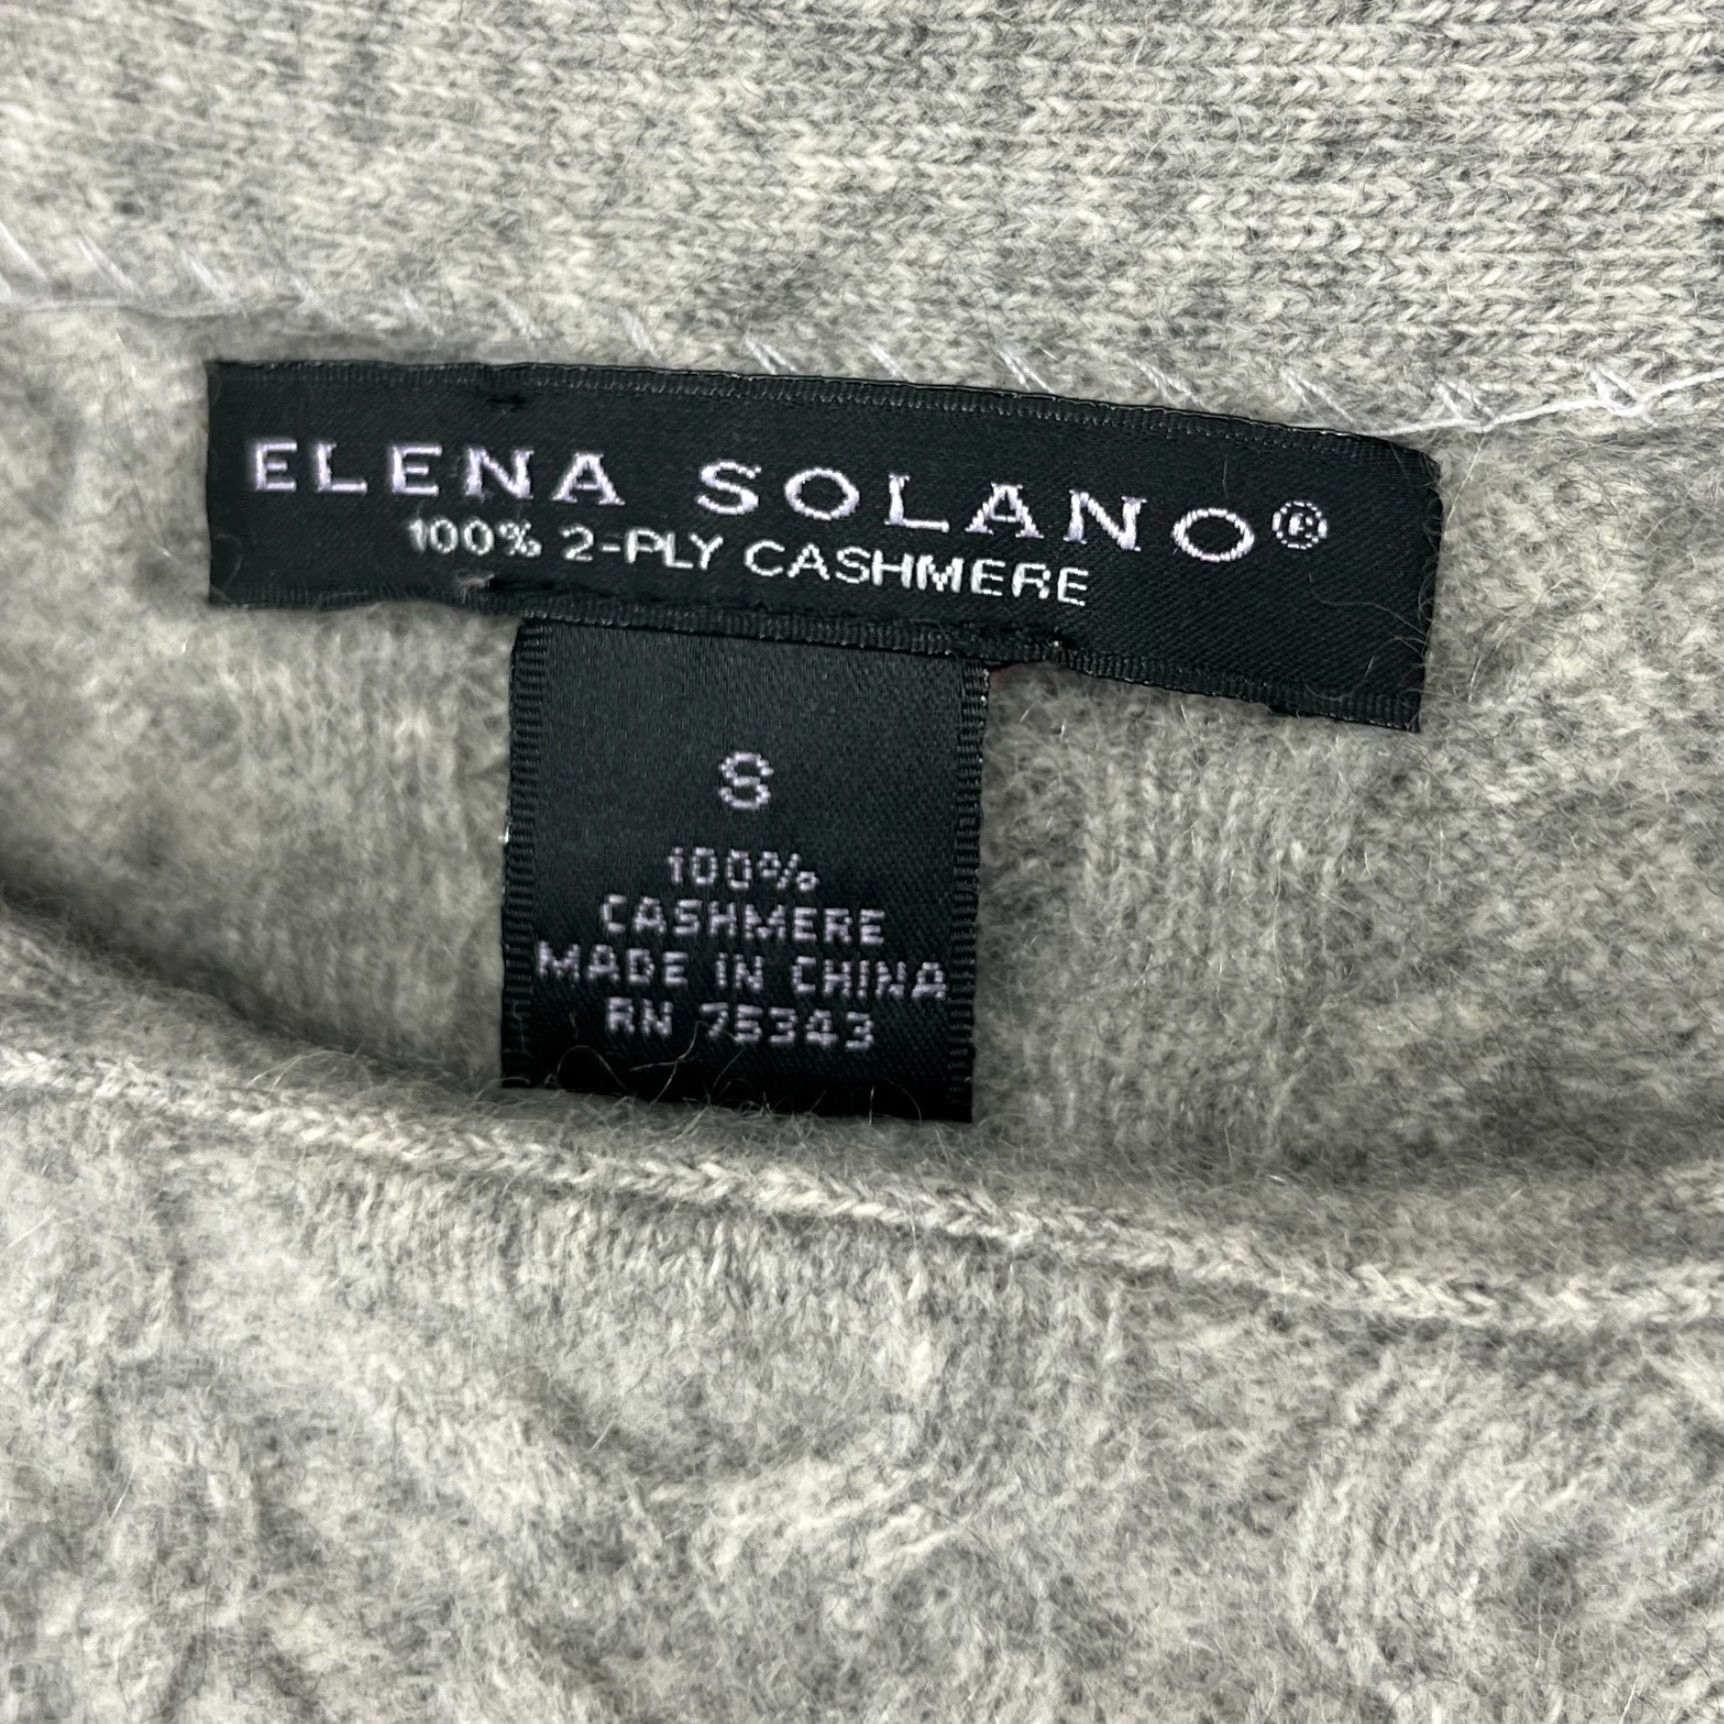 ELENA SOLANO®
100% 2-PLY CASHMERE
S
100%
CASHMERE
MADE IN CHINA
RN 75343